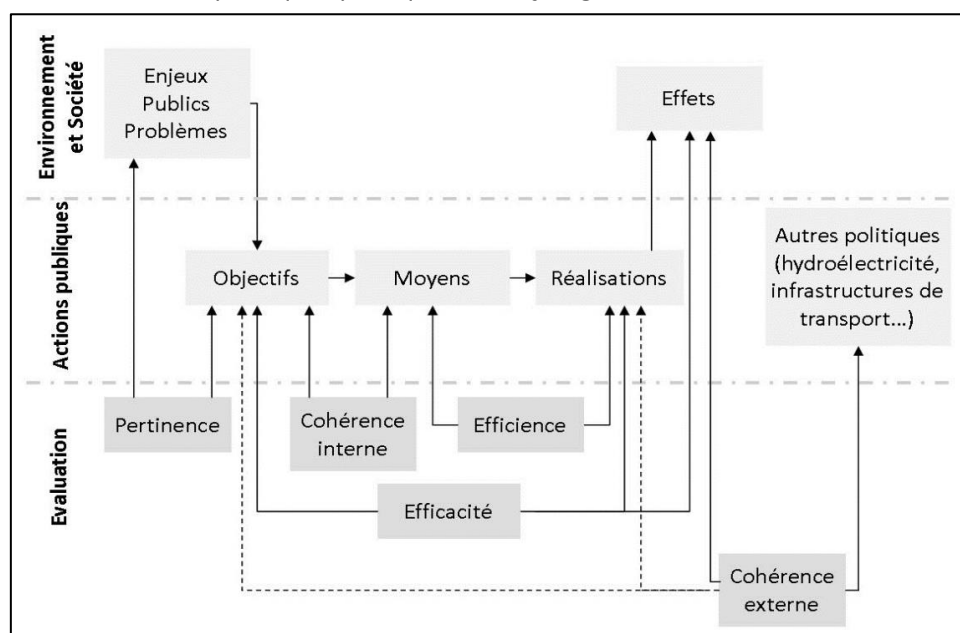 Environnement
et Société
Enjeux
Publics
Problèmes
Effets
Actions publiques
Objectifs
Moyens
Réalisations
Autres politiques
(hydroélectricité,
infrastructures de
transport...)
Evaluation
Pertinence
Cohérence
interne
Efficience
Efficacité
Cohérence
externe